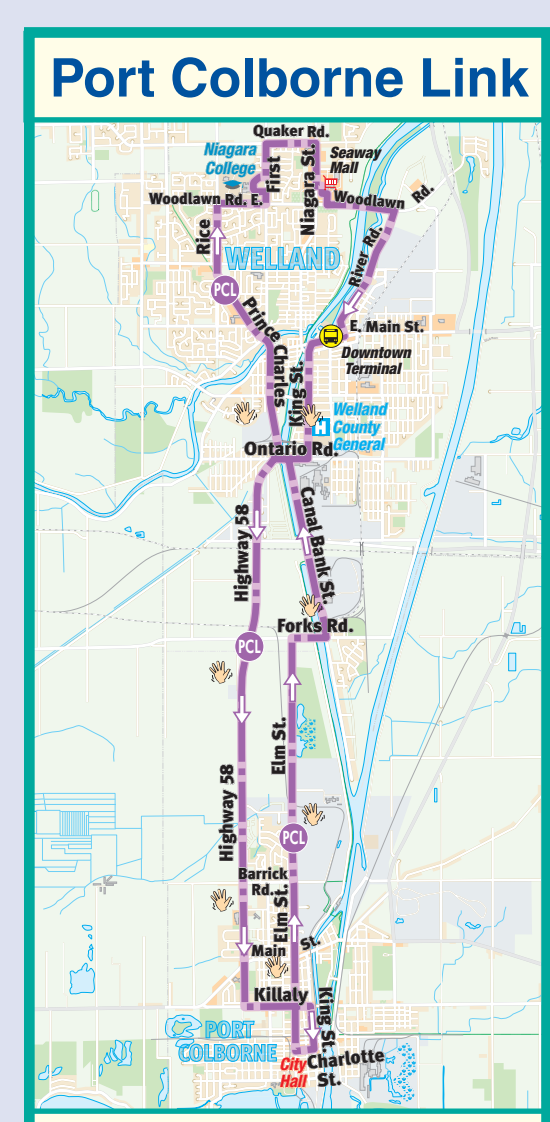 Port Colborne Link
Quaker Rd.
Niagara
College
First
Niagara St.
Seaway
Mall
Woodlawn Rd. E.
Woodlawn Rd.
Rice
WELLAND
River Rd.
PCL
Prince Charles
E. Main St.
Downtown
Terminal
King St.
H
Welland
County
General
Ontario Rd.
Highway 58
Canal Bank St.
Forks Rd.
PCL
Elm St.
Highway 58
PCL
Barrick
Rd.
Elm St.
Main St.
Killaly
King St.
PORT
COLBORNE
City
Hall
Charlotte
St.